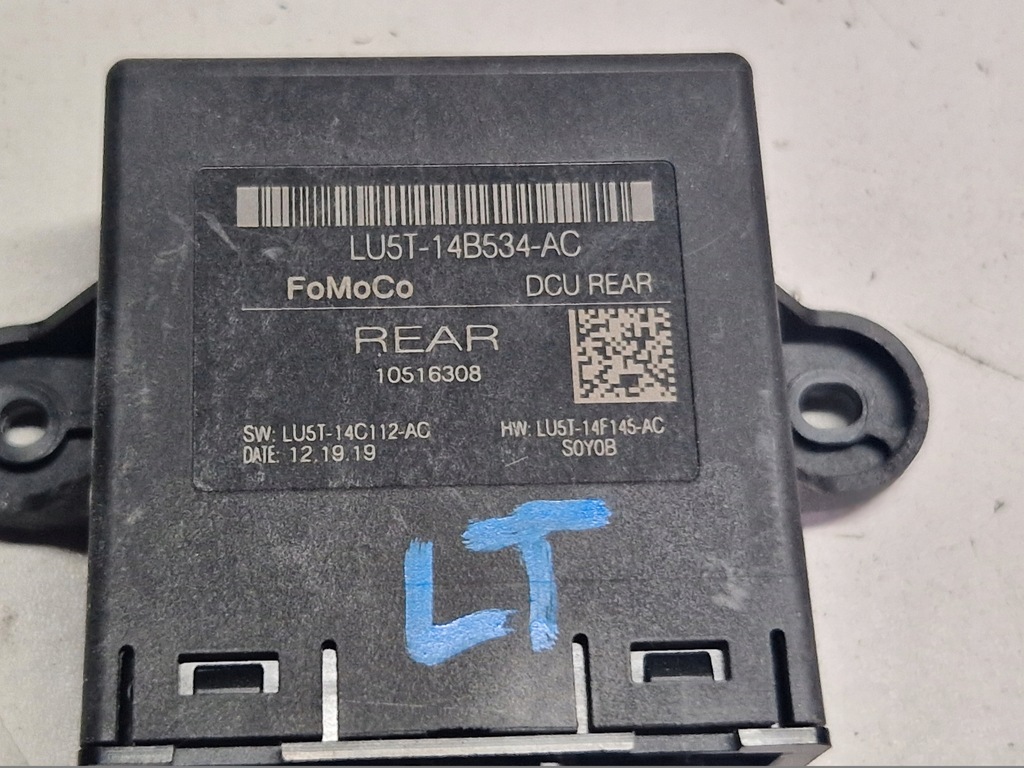 LU5T-14B534-AC
FoMoCo DCU REAR
REAR
10516308
SW: LU5T-14C112-AC HW: LU5T-14F145-AC
DATE: 12.19.19 S0Y0B
LT